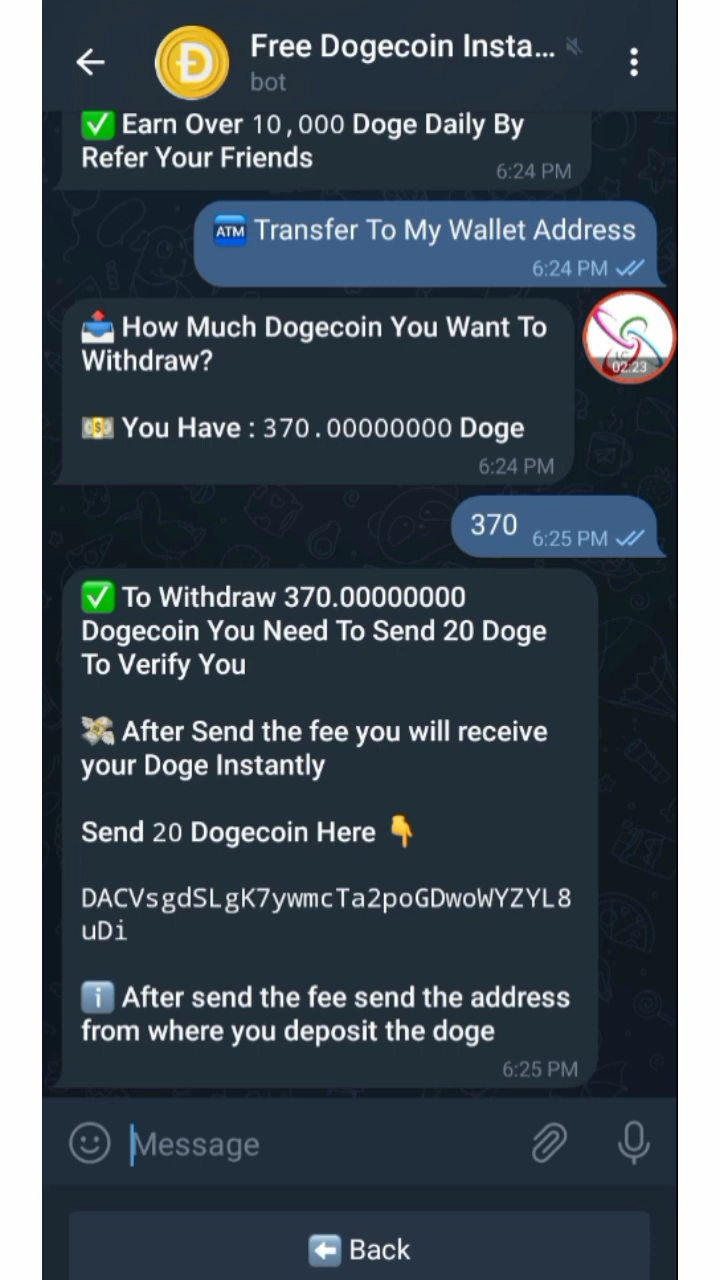 Free Dogecoin Insta...
bot
✅ Earn Over 10,000 Doge Daily By
Refer Your Friends
6:24 PM
🏧 Transfer To My Wallet Address
6:24 PM
📤 How Much Dogecoin You Want To
Withdraw?
LC
02:23
💵 You Have : 370.00000000 Doge
6:24 PM
370
6:25 PM
✅ To Withdraw 370.00000000
Dogecoin You Need To Send 20 Doge
To Verify You
💸 After Send the fee you will receive
your Doge Instantly
Send 20 Dogecoin Here 👇
DACVsgdSLgK7ywmcTa2poGDwoWYZYL8
uDi
ℹ️ After send the fee send the address
from where you deposit the doge
6:25 PM
Message
⬅️ Back